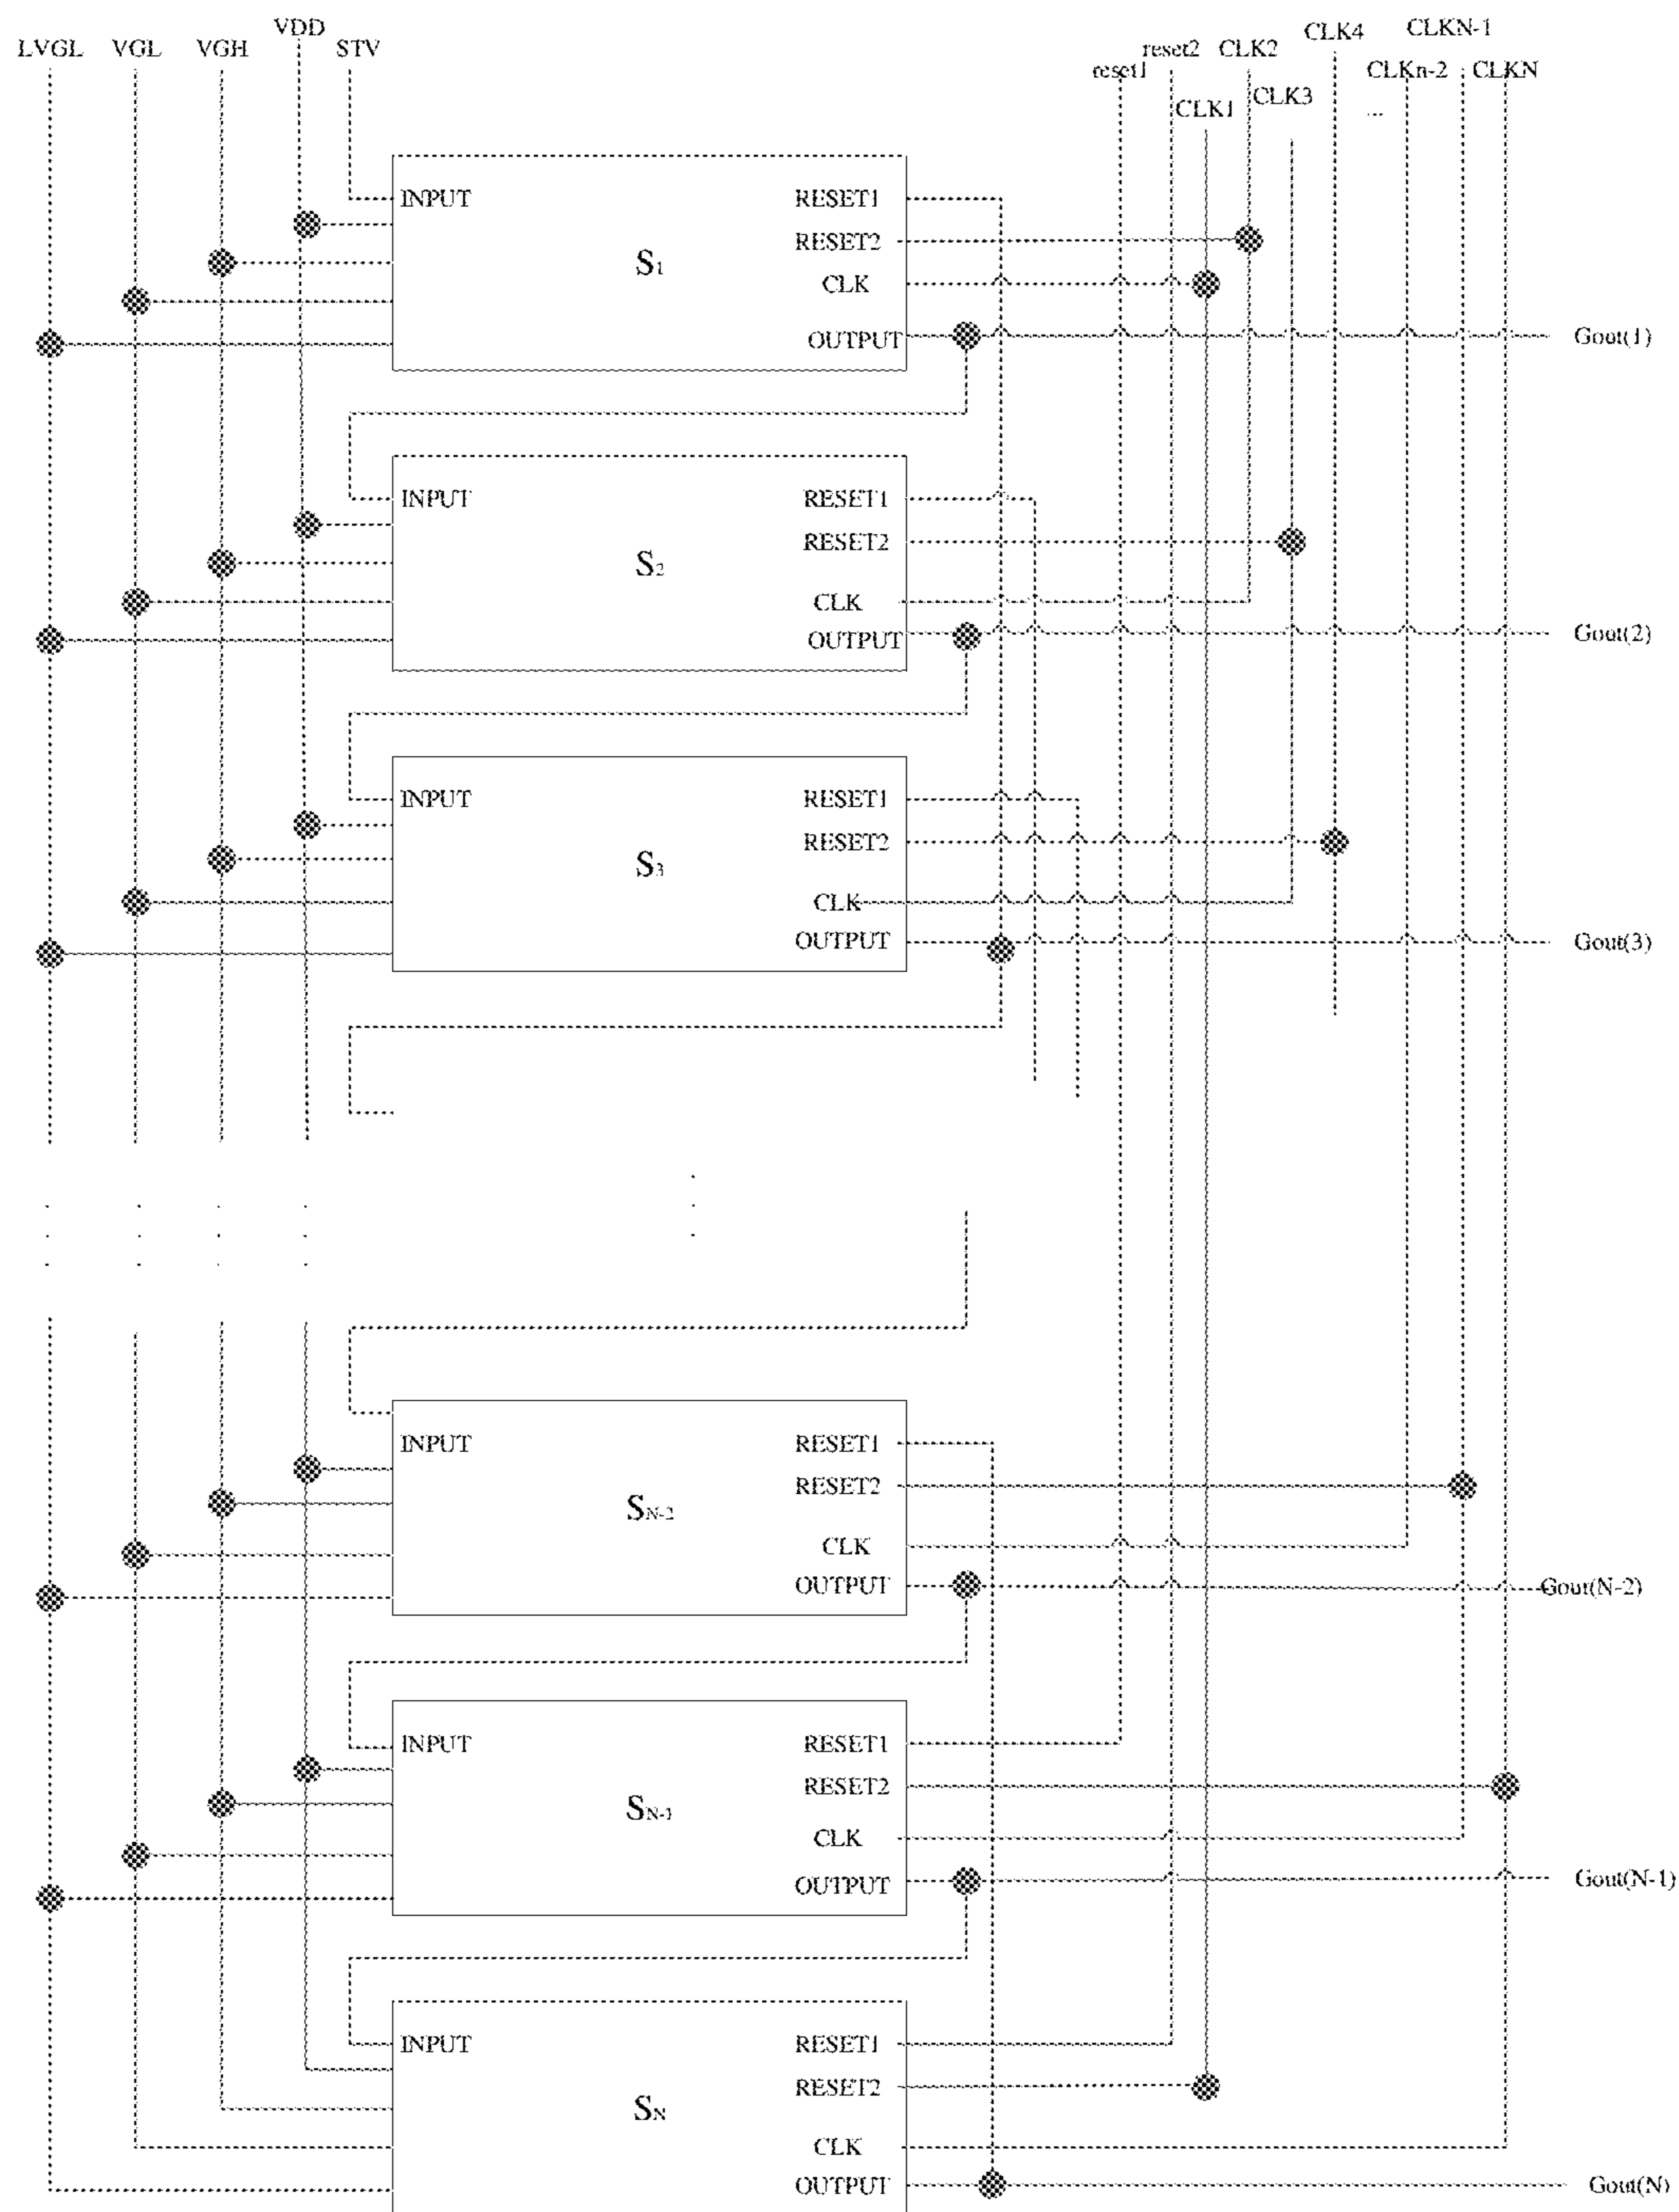 LVGL VGL VGH VDD STV
reset1 reset2 CLK1 CLK2 CLK3 CLK4 ... CLKn-2 CLKN-1 CLKN
INPUT RESET1
RESET2
S1
CLK
OUTPUT Gout(1)
INPUT RESET1
RESET2
S2
CLK
OUTPUT Gout(2)
INPUT RESET1
RESET2
S3
CLK
OUTPUT Gout(3)
INPUT RESET1
RESET2
SN-2
CLK
OUTPUT Gout(N-2)
INPUT RESET1
RESET2
SN-1
CLK
OUTPUT Gout(N-1)
INPUT RESET1
RESET2
SN
CLK
OUTPUT Gout(N)